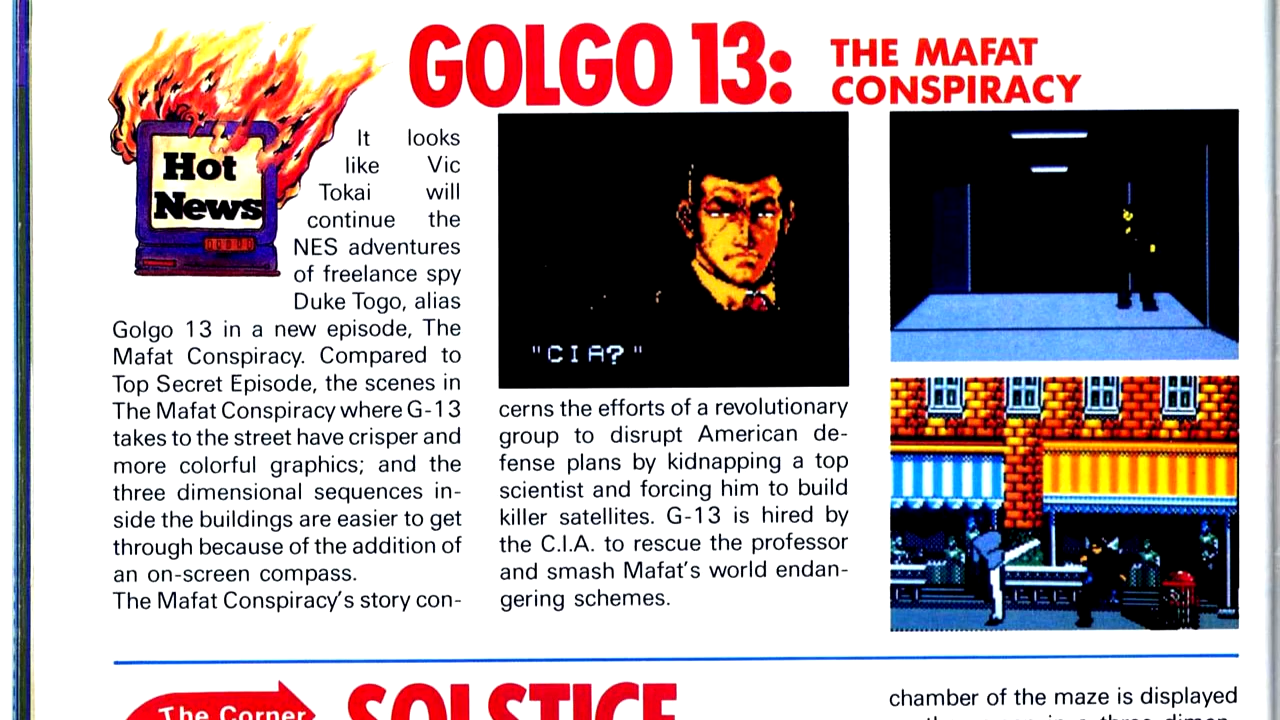 GOLGO 13:
THE MAFAT
CONSPIRACY
Hot
News
It looks
like Vic
Tokai will
continue the
NES adventures
of freelance spy
Duke Togo, alias
Golgo 13 in a new episode, The
Mafat Conspiracy. Compared to
Top Secret Episode, the scenes in
The Mafat Conspiracy where G-13
takes to the street have crisper and
more colorful graphics; and the
three dimensional sequences in-
side the buildings are easier to get
through because of the addition of
an on-screen compass.
The Mafat Conspiracy's story con-
"CIA?"
cerns the efforts of a revolutionary
group to disrupt American de-
fense plans by kidnapping a top
scientist and forcing him to build
killer satellites. G-13 is hired by
the C.I.A. to rescue the professor
and smash Mafat's world endan-
gering schemes.
The Corner
SOLSTICE
chamber of the maze is displayed